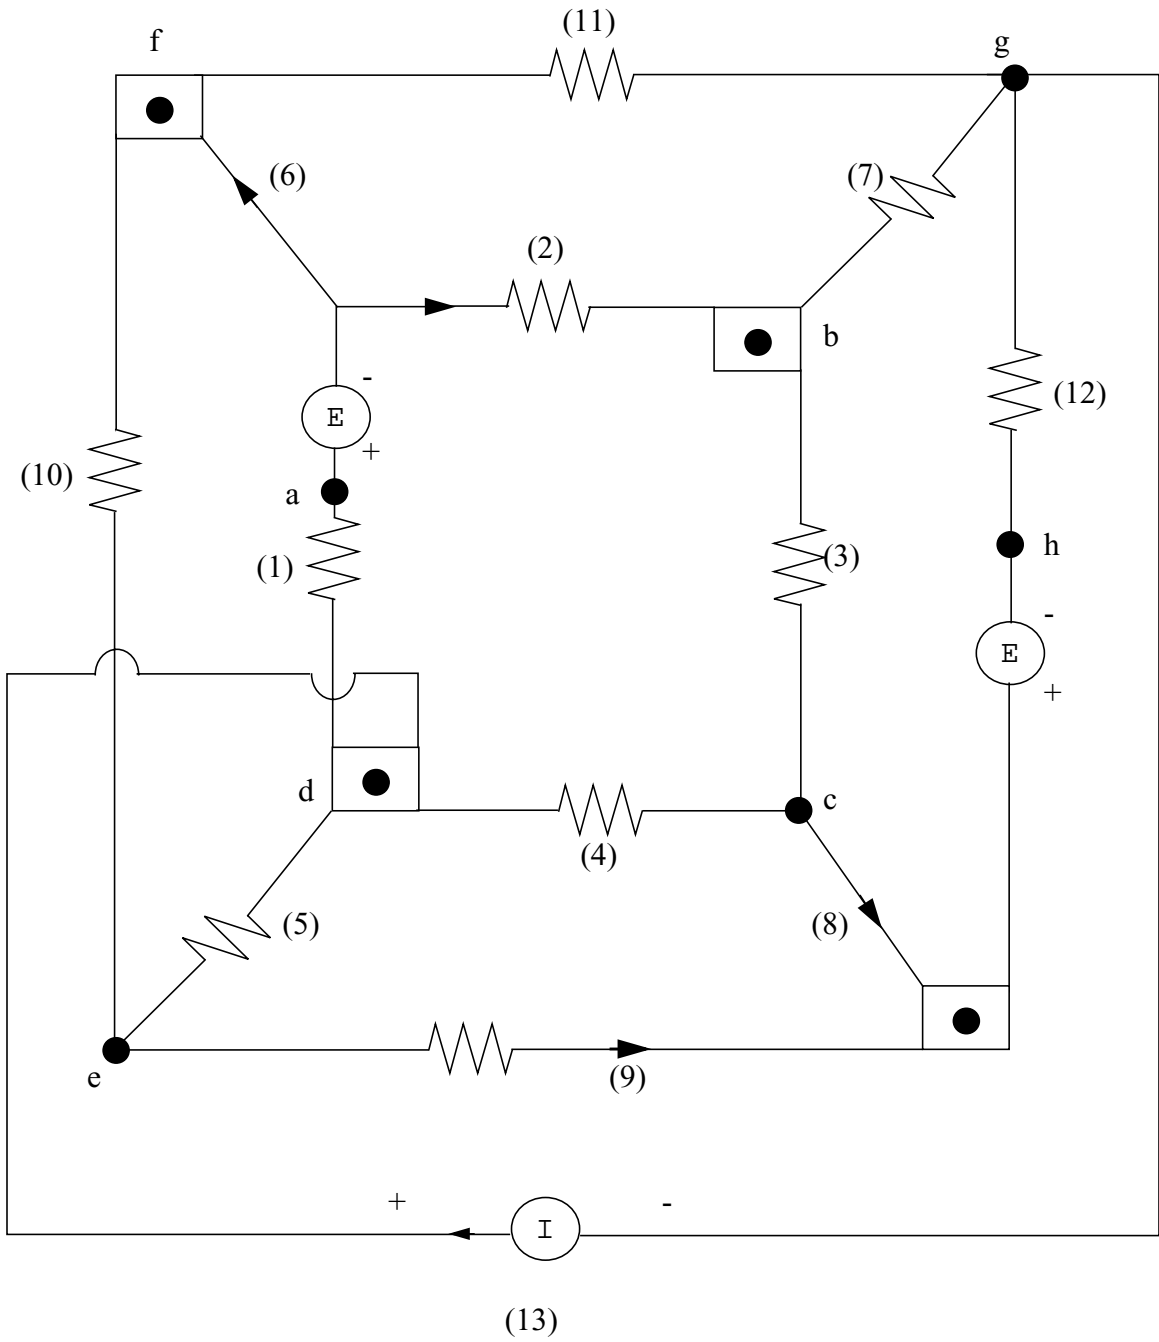 (11)
f
g
(6)
(7)
(2)
b
-
E
+
(12)
(10)
a
h
(1)
(3)
-
E
+
d
c
(4)
(5)
(8)
e
(9)
+
-
I
(13)